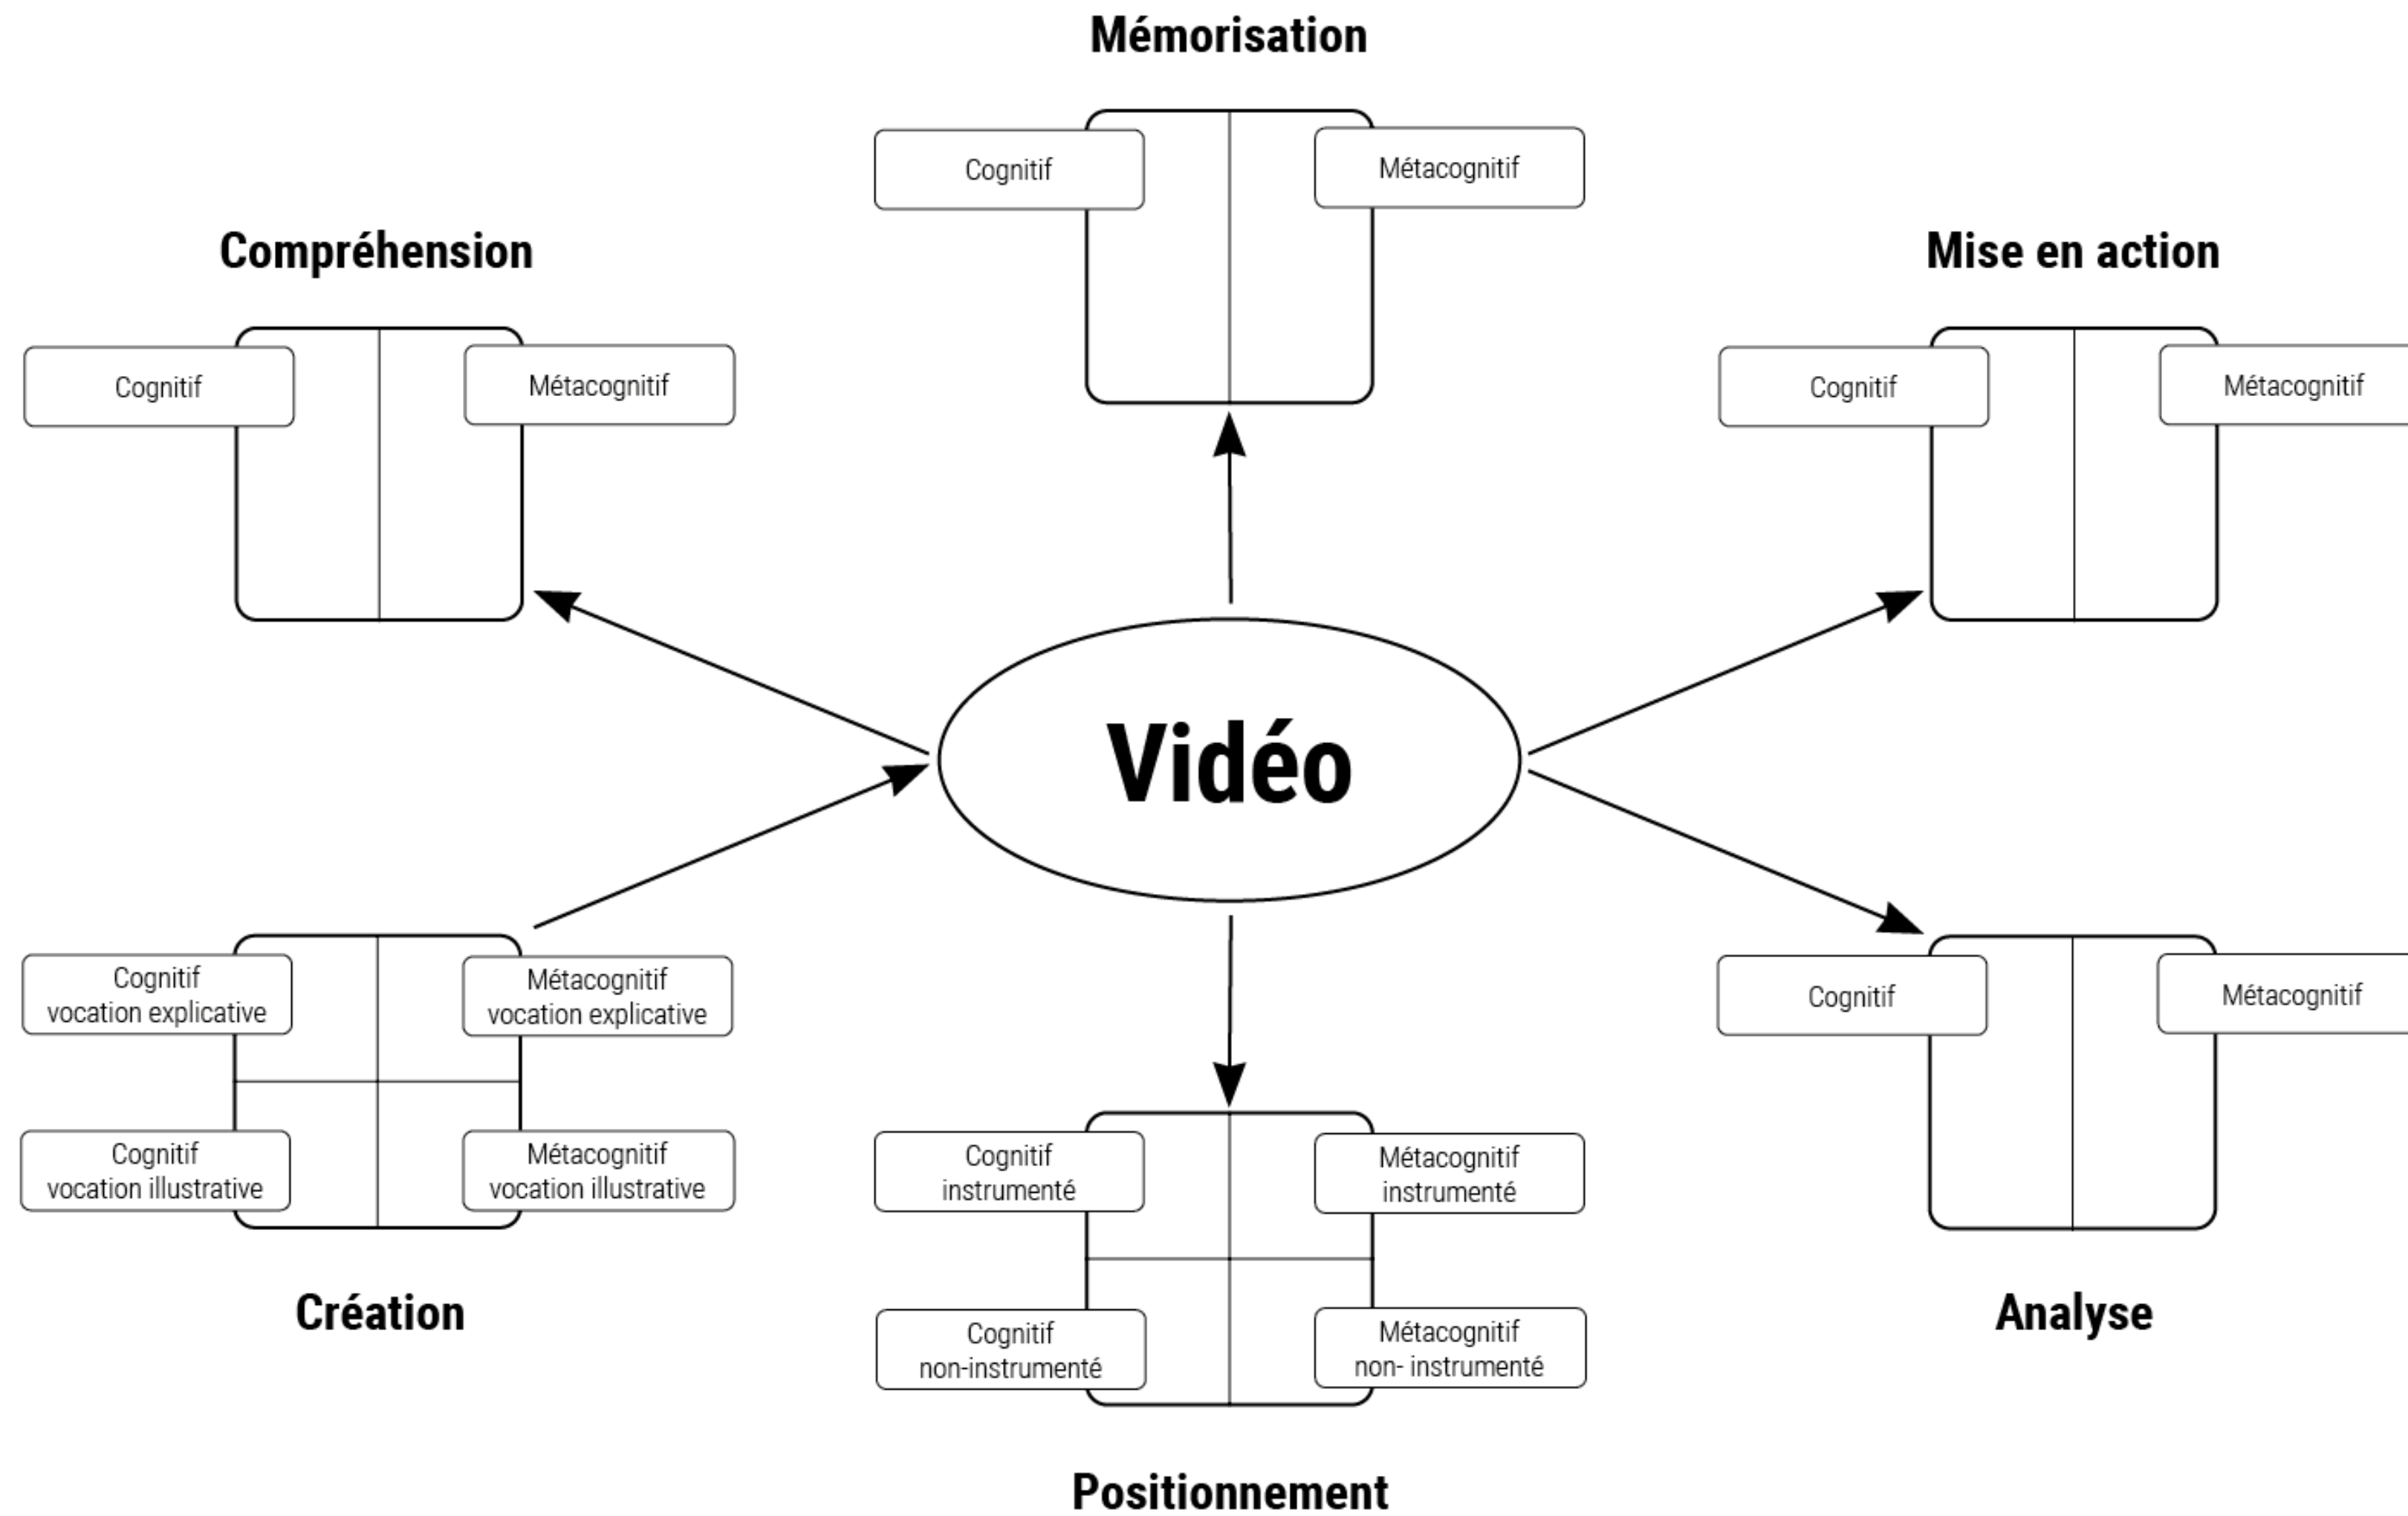 Mémorisation
Cognitif
Métacognitif
Compréhension
Cognitif
Métacognitif
Mise en action
Cognitif
Métacognitif
Vidéo
Cognitif
vocation explicative
Métacognitif
vocation explicative
Cognitif
vocation illustrative
Métacognitif
vocation illustrative
Création
Cognitif
instrumenté
Métacognitif
instrumenté
Cognitif
non-instrumenté
Métacognitif
non- instrumenté
Positionnement
Cognitif
Métacognitif
Analyse